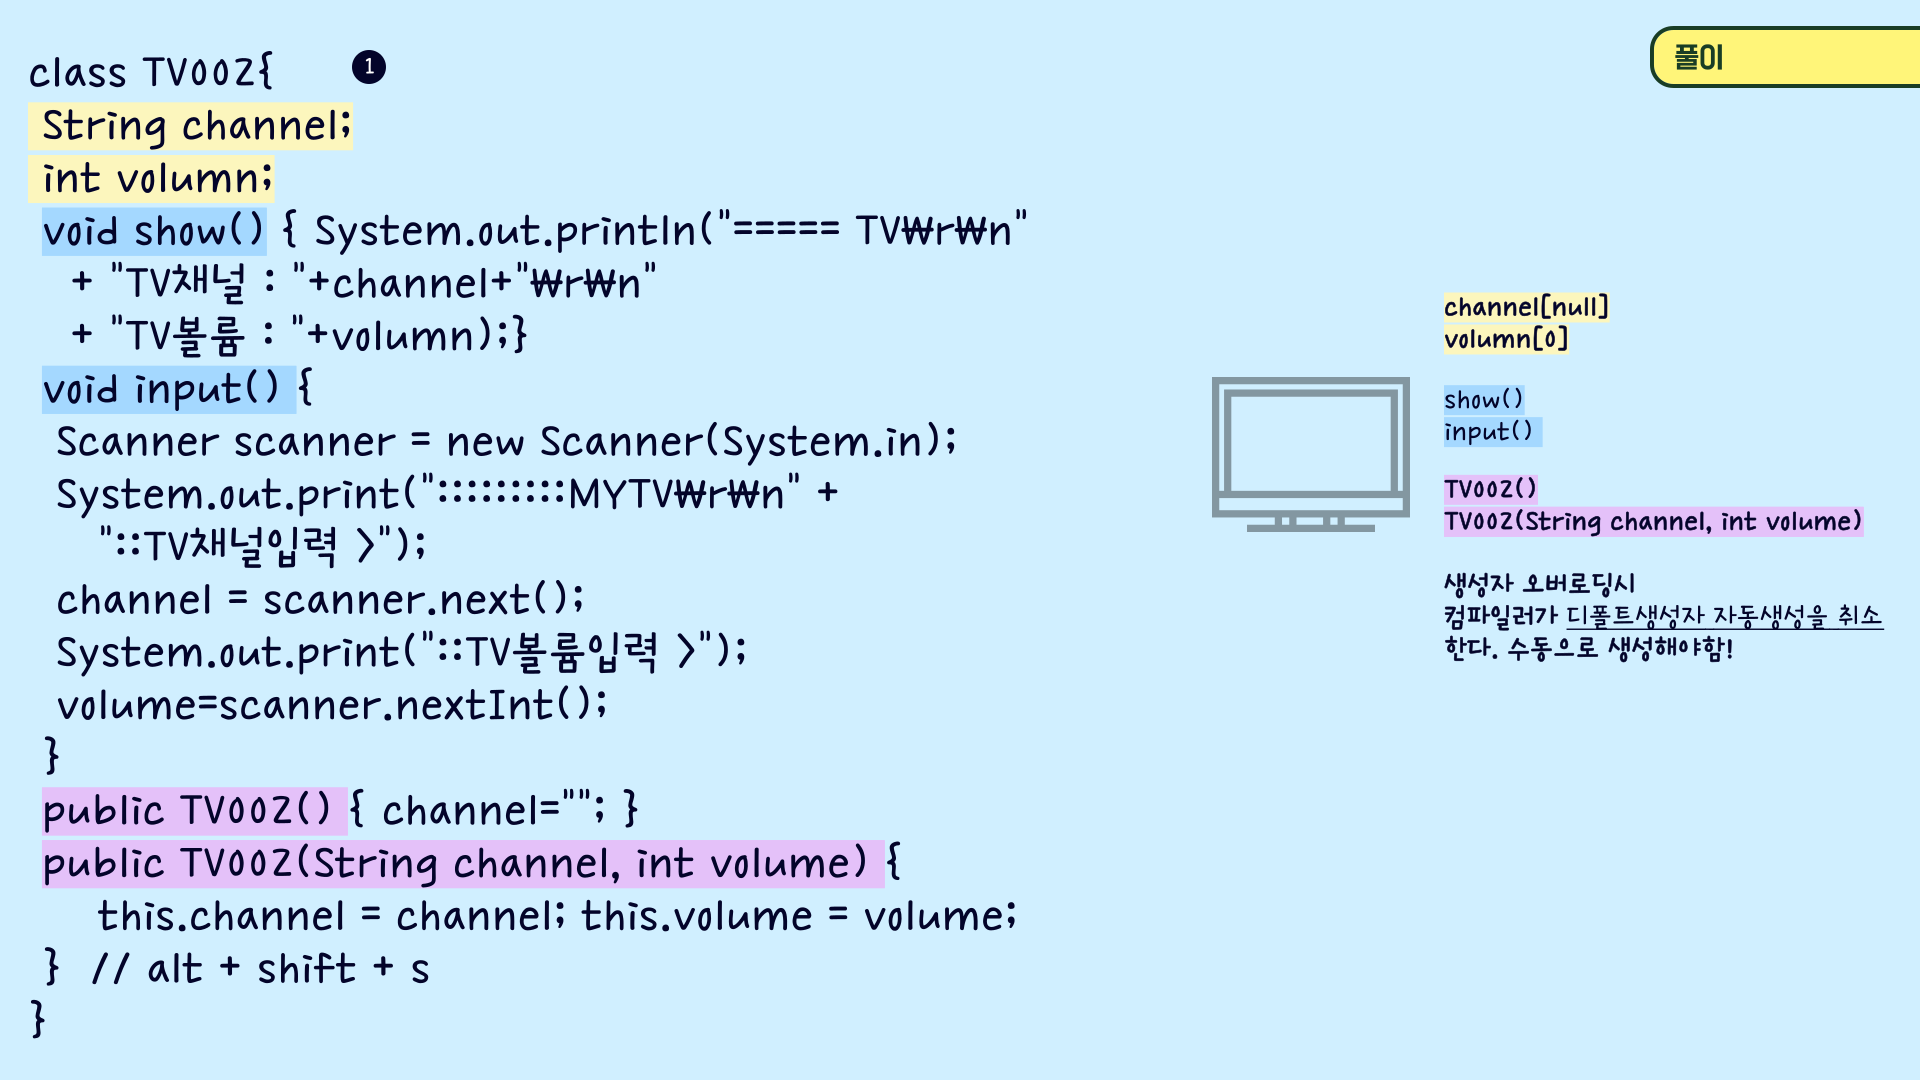 class TV002{
1
String channel;
int volumn;
void show() { System.out.println("===== TV₩r₩n"
+ "TV채널 : "+channel+"₩r₩n"
+ "TV볼륨 : "+volumn);}
void input() {
Scanner scanner = new Scanner(System.in);
System.out.print(":::::::::MYTV₩r₩n" +
"::TV채널입력 >");
channel = scanner.next();
System.out.print("::TV볼륨입력 >");
volume=scanner.nextInt();
}
public TV002() { channel=""; }
public TV002(String channel, int volume) {
this.channel = channel; this.volume = volume;
} // alt + shift + s
}
풀이
channel[null]
volumn[0]
show()
input()
TV002()
TV002(String channel, int volume)
생성자 오버로딩시
컴파일러가 디폴트생성자 자동생성을 취소
한다. 수동으로 생성해야함!